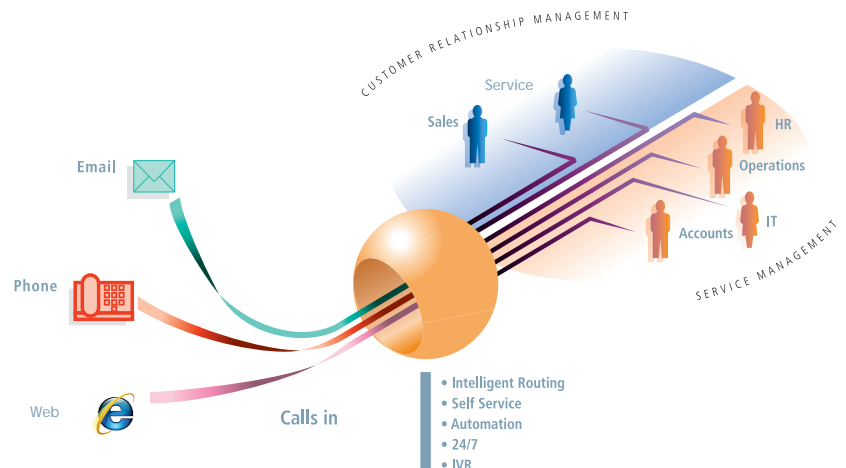 CUSTOMER RELATIONSHIP MANAGEMENT
Service
Sales
HR
Email
Operations
IT
Accounts
Phone
SERVICE MANAGEMENT
Web
Calls in
• Intelligent Routing
• Self Service
• Automation
• 24/7
• IVR